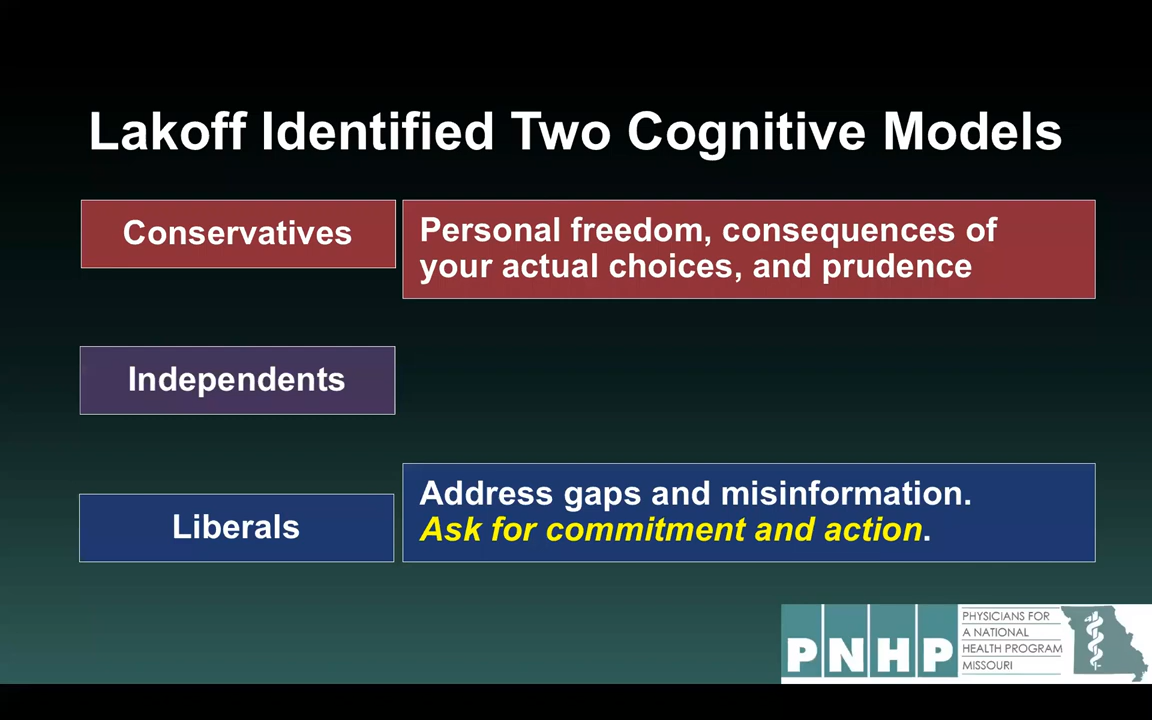 Lakoff Identified Two Cognitive Models
Conservatives
Personal freedom, consequences of
your actual choices, and prudence
Independents
Liberals
Address gaps and misinformation.
Ask for commitment and action.
PNHP
PHYSICIANS FOR
A NATIONAL
HEALTH PROGRAM
MISSOURI